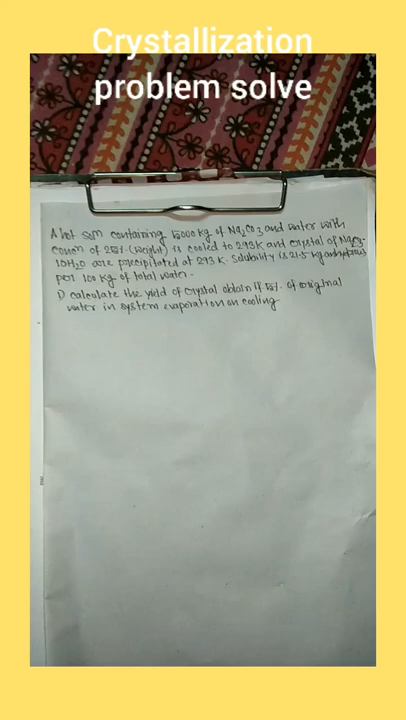 Crystallization
problem solve
A hot soln containing 5000 kg of Na2CO3 and water with
concn of 25% (weight) is cooled to 293K and crystal of Na2CO3.
10H2O are precipitated at 293 K. Solubility is 21.5 kg anhydrous
per 100 kg of total water.
1) calculate the yield of crystal obtain if 5% of original
water in system evaporation on cooling